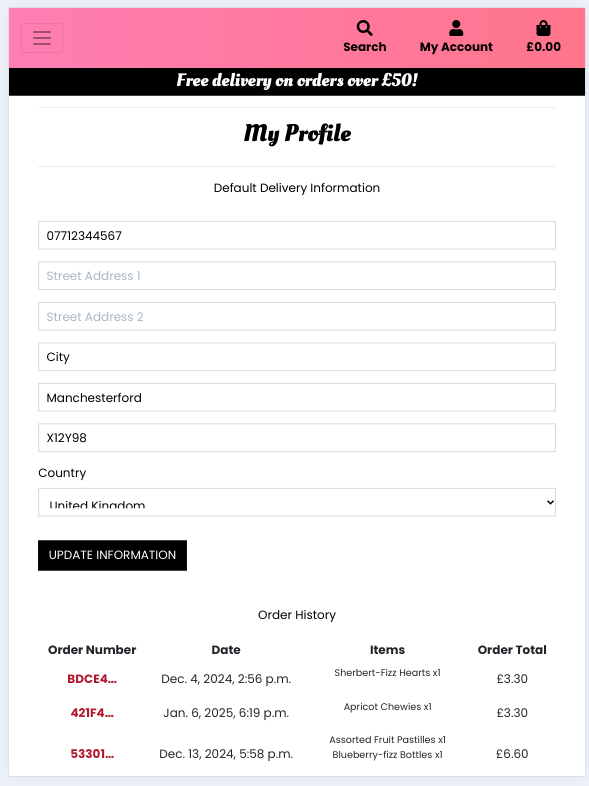 Search My Account £0.00
Free delivery on orders over £50!
My Profile
Default Delivery Information
07712344567
Street Address 1
Street Address 2
City
Manchesterford
X12Y98
Country
United Kingdom
UPDATE INFORMATION
Order History
Order Number Date Items Order Total
BDCE4... Dec. 4, 2024, 2:56 p.m. Sherbert-Fizz Hearts x1 £3.30
421F4... Jan. 6, 2025, 6:19 p.m. Apricot Chewies x1 £3.30
53301... Dec. 13, 2024, 5:58 p.m. Assorted Fruit Pastilles x1 £6.60
Blueberry-fizz Bottles x1